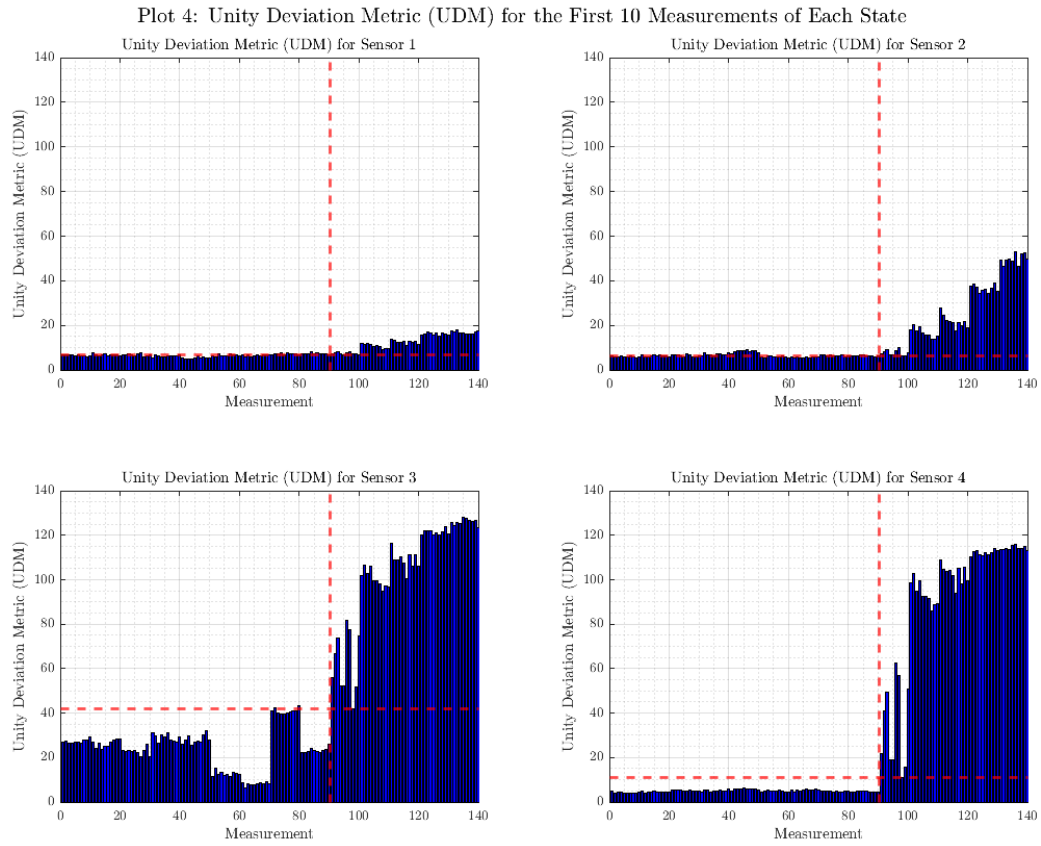 Plot 4: Unity Deviation Metric (UDM) for the First 10 Measurements of Each State
Unity Deviation Metric (UDM) for Sensor 1
Unity Deviation Metric (UDM)
140
120
100
80
60
40
20
0
0 20 40 60 80 100 120 140
Measurement
Unity Deviation Metric (UDM) for Sensor 2
Unity Deviation Metric (UDM)
140
120
100
80
60
40
20
0
0 20 40 60 80 100 120 140
Measurement
Unity Deviation Metric (UDM) for Sensor 3
Unity Deviation Metric (UDM)
140
120
100
80
60
40
20
0
0 20 40 60 80 100 120 140
Measurement
Unity Deviation Metric (UDM) for Sensor 4
Unity Deviation Metric (UDM)
140
120
100
80
60
40
20
0
0 20 40 60 80 100 120 140
Measurement